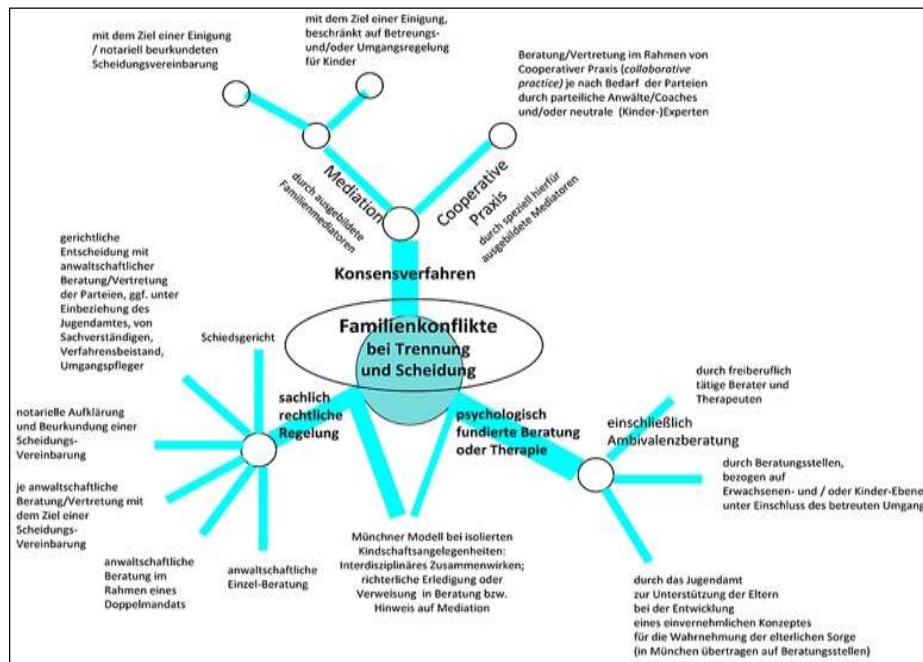 mit dem Ziel einer Einigung
/ notariell beurkundeten
Scheidungsvereinbarung
mit dem Ziel einer Einigung,
beschränkt auf Betreungs-
und/oder Umgangsregelung
für Kinder
Beratung/Vertretung im Rahmen von
Cooperativer Praxis (collaborative
practice) je nach Bedarf der Parteien
durch parteiliche Anwälte/Coaches
und/oder neutrale (Kinder-)Experten
Mediation
durch ausgebildete
Familienmediatoren
Cooperative
Praxis
durch speziell hierfür
ausgebildete Mediatoren
Konsensverfahren
Familienkonflikte
bei Trennung
und Scheidung
gerichtliche
Entscheidung mit
anwaltschaftlicher
Beratung/Vertretung
der Parteien, ggf. unter
Einbeziehung des
Jugendamtes, von
Sachverständigen,
Verfahrensbeistand,
Umgangspfleger
Schiedsgericht
sachlich
rechtliche
Regelung
notarielle Aufklärung
und Beurkundung einer
Scheidungs-
Vereinbarung
je anwaltschaftliche
Beratung/Vertretung mit
dem Ziel einer
Scheidungs-
Vereinbarung
anwaltschaftliche
Beratung im
Rahmen eines
Doppelmandats
anwaltschaftliche
Einzel-Beratung
Münchner Modell bei isolierten
Kindschaftsangelegenheiten:
Interdisziplinäres Zusammenwirken;
richterliche Erledigung oder
Verweisung in Beratung bzw.
Hinweis auf Mediation
psychologisch
fundierte Beratung
oder Therapie
einschließlich
Ambivalenzberatung
durch freiberuflich
tätige Berater und
Therapeuten
durch Beratungsstellen,
bezogen auf
Erwachsenen- und / oder Kinder-Ebene
unter Einschluss des betreuten Umgang
durch das Jugendamt
zur Unterstützung der Eltern
bei der Entwicklung
eines einvernehmlichen Konzeptes
für die Wahrnehmung der elterlichen Sorge
(in München übertragen auf Beratungsstellen)